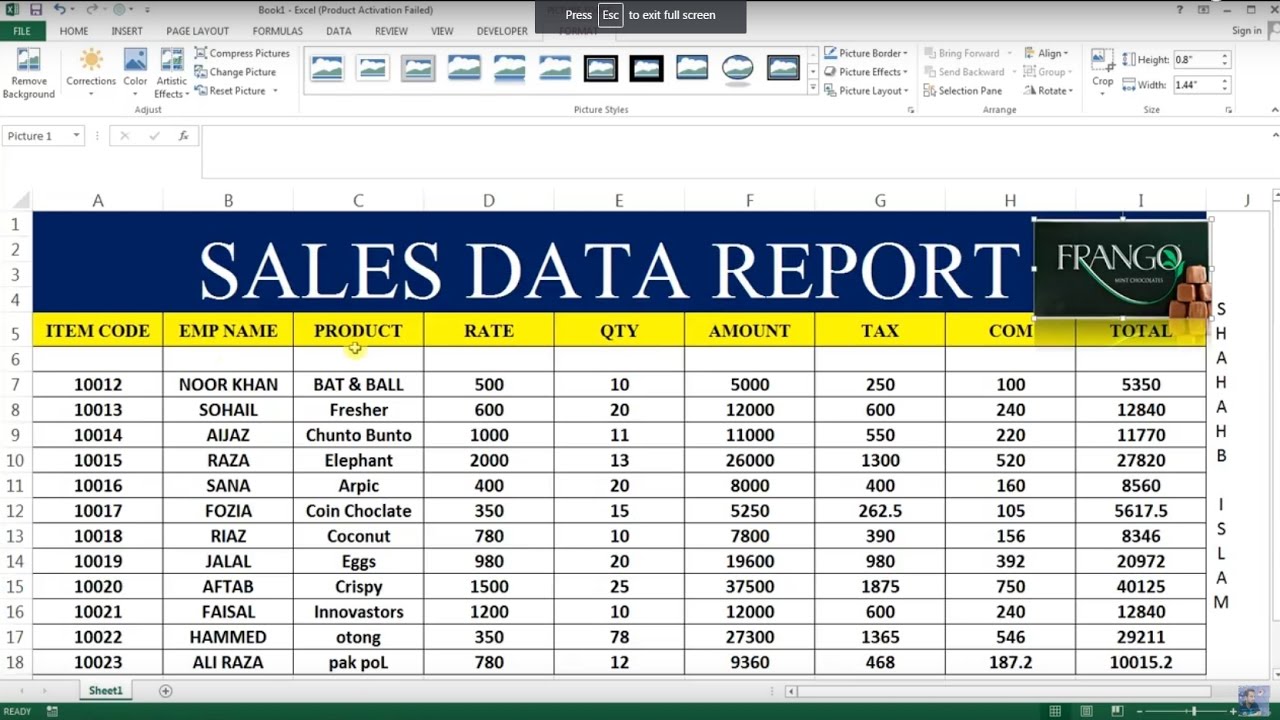 Book1 - Excel (Product Activation Failed)
Press Esc to exit full screen
FILE HOME INSERT PAGE LAYOUT FORMULAS DATA REVIEW VIEW DEVELOPER FORMAT Sign in
Remove Background
Corrections
Color
Artistic Effects
Compress Pictures
Change Picture
Reset Picture
Adjust
Picture Styles
Picture Border
Picture Effects
Picture Layout
Bring Forward
Send Backward
Selection Pane
Align
Group
Rotate
Arrange
Crop
Height: 0.8"
Width: 1.44"
Size
Picture 1 fx
A B C D E F G H I J
1
2
3
4
SALES DATA REPORT
FRANGO
MINT CHOCOLATES
5 ITEM CODE EMP NAME PRODUCT RATE QTY AMOUNT TAX COM TOTAL
6
7 10012 NOOR KHAN BAT & BALL 500 10 5000 250 100 5350
8 10013 SOHAIL Fresher 600 20 12000 600 240 12840
9 10014 AIJAZ Chunto Bunto 1000 11 11000 550 220 11770
10 10015 RAZA Elephant 2000 13 26000 1300 520 27820
11 10016 SANA Arpic 400 20 8000 400 160 8560
12 10017 FOZIA Coin Choclate 350 15 5250 262.5 105 5617.5
13 10018 RIAZ Coconut 780 10 7800 390 156 8346
14 10019 JALAL Eggs 980 20 19600 980 392 20972
15 10020 AFTAB Crispy 1500 25 37500 1875 750 40125
16 10021 FAISAL Innovastors 1200 10 12000 600 240 12840
17 10022 HAMMED otong 350 78 27300 1365 546 29211
18 10023 ALI RAZA pak poL 780 12 9360 468 187.2 10015.2
SHAHAHB ISLAM
Sheet1
READY